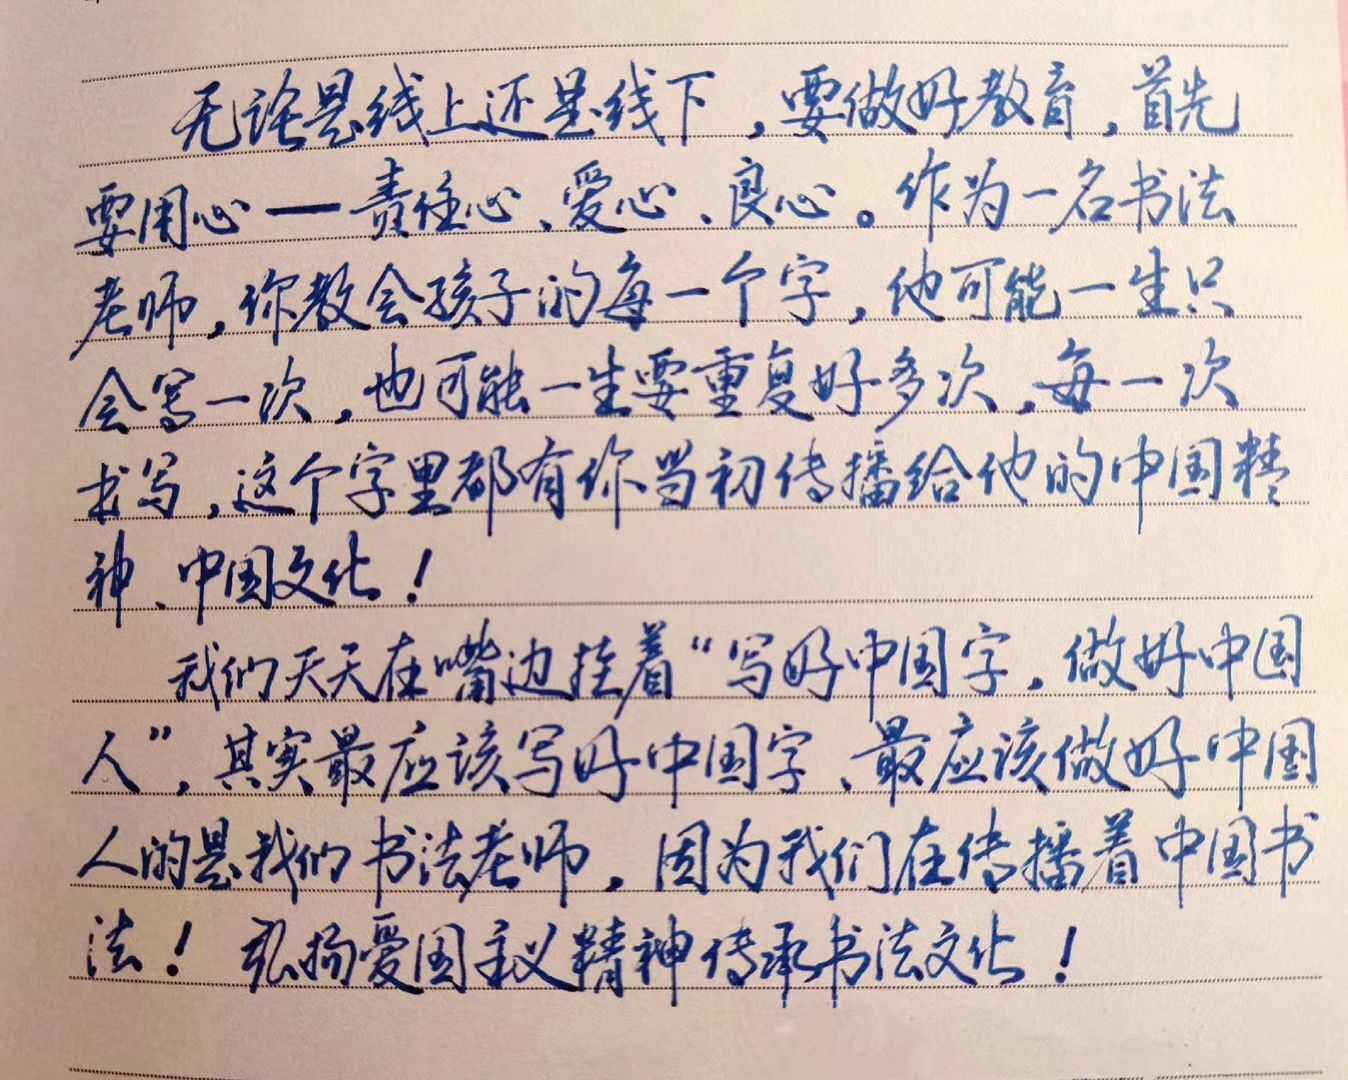 无论是线上还是线下，要做好教育，首先
要用心一责任心、爱心、良心。作为一名书法
老师，你教会孩子的每一个字，他可能一生只
会写一次，也可能一生要重复好多次，每一次
书写，这个字里都有你当初传播给他的中国精
神、中国文化！
我们天天在嘴边挂着“写好中国字，做好中国
人”，其实最应该写好中国字、最应该做好中国
人的是我们书法老师，因为我们在传播着中国书
法！弘扬爱国主义精神传承书法文化！